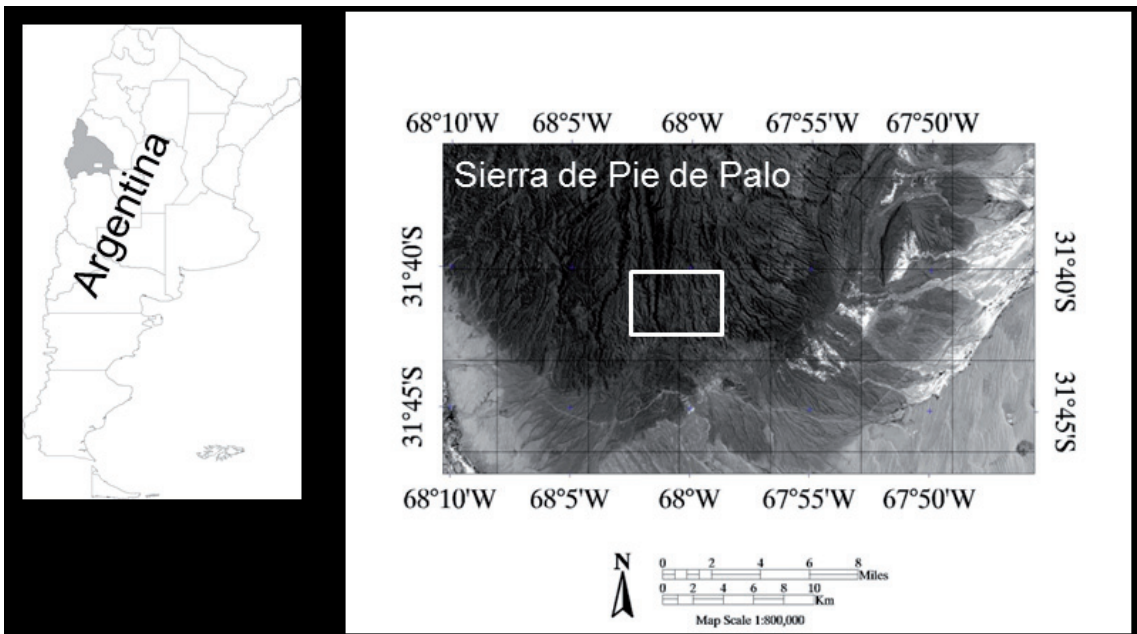 Argentina
68°10'W 68°5'W 68°W 67°55'W 67°50'W
Sierra de Pie de Palo
31°40'S 31°40'S
31°45'S 31°45'S
68°10'W 68°5'W 68°W 67°55'W 67°50'W
N
0 2 4 6 8
Miles
0 2 4 6 8 10
Km
Map Scale 1:800,000